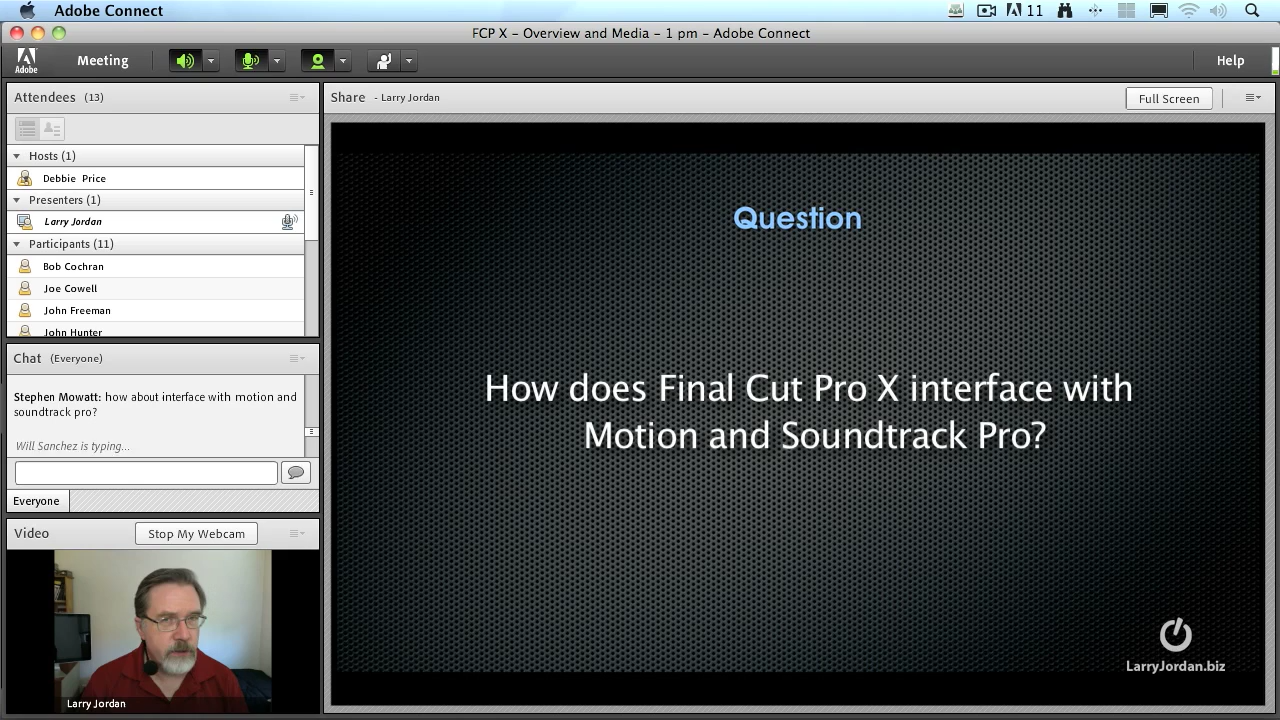 Adobe Connect
11
FCP X – Overview and Media – 1 pm – Adobe Connect
Adobe
Meeting
Help
Attendees (13)
Hosts (1)
Debbie Price
Presenters (1)
Larry Jordan
Participants (11)
Bob Cochran
Joe Cowell
John Freeman
John Hunter
Chat (Everyone)
Stephen Mowatt: how about interface with motion and
soundtrack pro?
Will Sanchez is typing...
Everyone
Video
Stop My Webcam
Larry Jordan
Share - Larry Jordan
Full Screen
Question
How does Final Cut Pro X interface with
Motion and Soundtrack Pro?
LarryJordan.biz